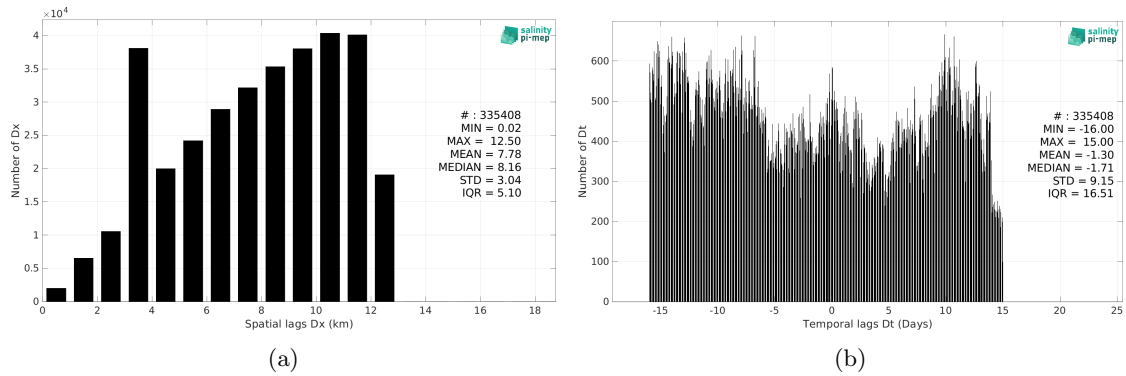 ×10⁴
4
3.5
3
2.5
2
1.5
1
0.5
0
Number of Dx
0 2 4 6 8 10 12 14 16 18
Spatial lags Dx (km)
salinity
pi-mep
# : 335408
MIN = 0.02
MAX = 12.50
MEAN = 7.78
MEDIAN = 8.16
STD = 3.04
IQR = 5.10
(a)
600
500
400
300
200
100
0
Number of Dt
-15 -10 -5 0 5 10 15 20 25
Temporal lags Dt (Days)
salinity
pi-mep
# : 335408
MIN = -16.00
MAX = 15.00
MEAN = -1.30
MEDIAN = -1.71
STD = 9.15
IQR = 16.51
(b)